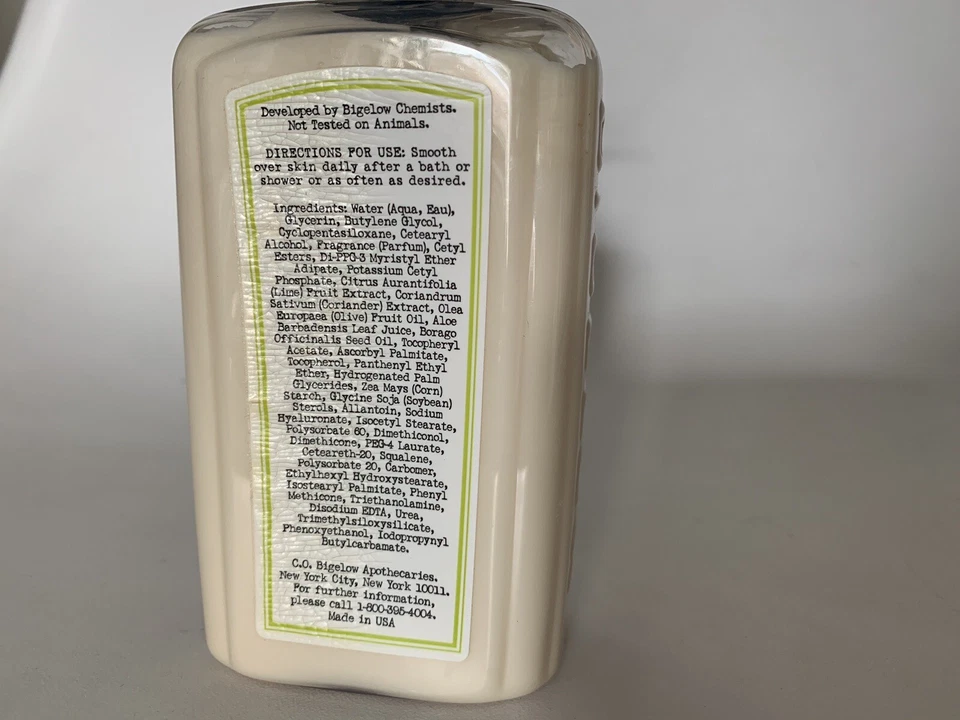 Developed by Bigelow Chemists.
Not Tested on Animals.
DIRECTIONS FOR USE: Smooth
over skin daily after a bath or
shower or as often as desired.
Ingredients: Water (Aqua, Eau),
Glycerin, Butylene Glycol,
Cyclopentasiloxane, Cetearyl
Alcohol, Fragrance (Parfum), Cetyl
Esters, Di-PPG-3 Myristyl Ether
Adipate, Potassium Cetyl
Phosphate, Citrus Aurantifolia
(Lime) Fruit Extract, Coriandrum
Sativum (Coriander) Extract, Olea
Europaea (Olive) Fruit Oil, Aloe
Barbadensis Leaf Juice, Borago
Officinalis Seed Oil, Tocopheryl
Acetate, Ascorbyl Palmitate,
Tocopherol, Panthenyl Ethyl
Ether, Hydrogenated Palm
Glycerides, Zea Mays (Corn)
Starch, Glycine Soja (Soybean)
Sterols, Allantoin, Sodium
Hyaluronate, Isocetyl Stearate,
Polysorbate 60, Dimethiconol,
Dimethicone, PEG-4 Laurate,
Ceteareth-20, Squalene,
Polysorbate 20, Carbomer,
Ethylhexyl Hydroxystearate,
Isostearyl Palmitate, Phenyl
Methicone, Triethanolamine,
Disodium EDTA, Urea,
Trimethylsiloxysilicate,
Phenoxyethanol, Iodopropynyl
Butylcarbamate.
C.O. Bigelow Apothecaries.
New York City, New York 10011.
For further information,
please call 1-800-395-4004.
Made in USA